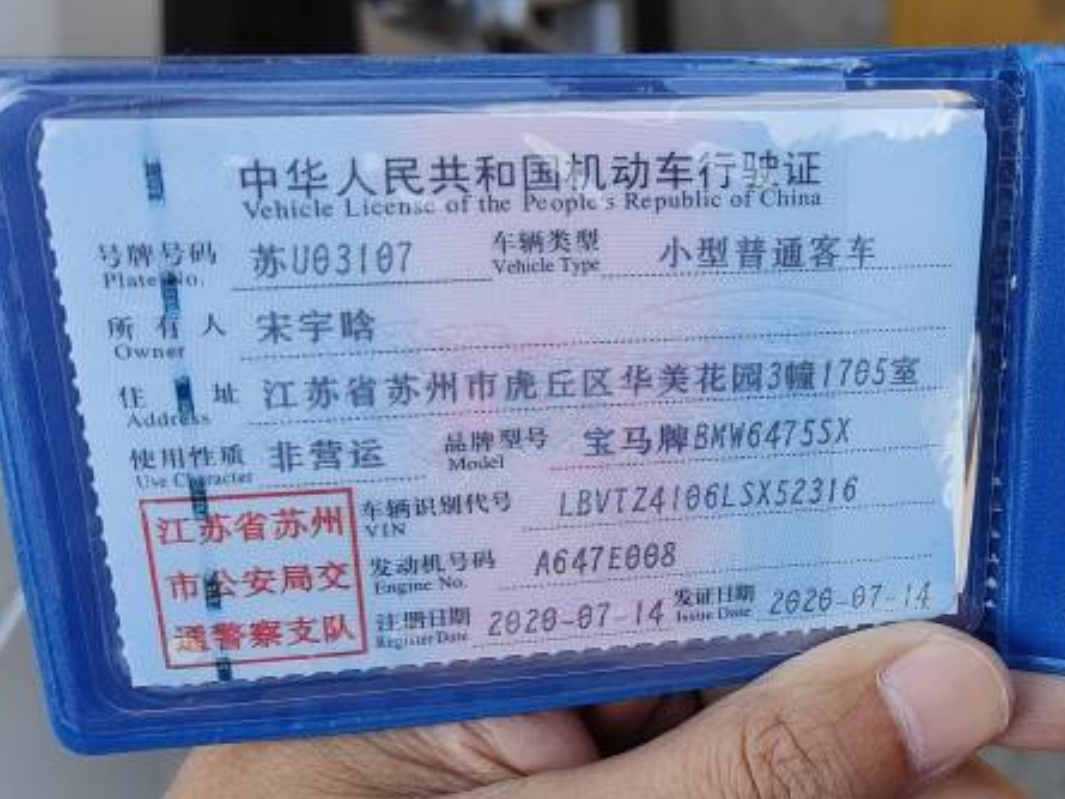 中华人民共和国机动车行驶证
Vehicle License of the People's Republic of China
号牌号码 苏U03107 车辆类型 小型普通客车
Plate No. Vehicle Type
所有人 宋宇晗
Owner
住址 江苏省苏州市虎丘区华美花园3幢1705室
Address
使用性质 非营运 品牌型号 宝马牌BMW6475SX
Use Character Model
江苏省苏州 车辆识别代号 LBVTZ4106LSX52316
VIN
市公安局交 发动机号码 A647E008
Engine No.
通警察支队 注册日期 2020-07-14 发证日期 2020-07-14
Register Date Issue Date